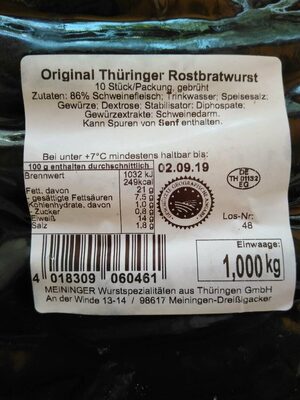 Original Thüringer Rostbratwurst
10 Stück/Packung, gebrüht
Zutaten: 86% Schweinefleisch; Trinkwasser; Speisesalz;
Gewürze; Dextrose; Stabilisator: Diphospate;
Gewürzextrakte; Schweinedarm.
Kann Spuren von Senf enthalten.
Bei unter +7°C mindestens haltbar bis:
100 g enthalten durchschnittlich
02.09.19
Brennwert 1032 kJ
249kcal
Fett, davon 21 g
- gesättigte Fettsäuren 7.5 g
Kohlenhydrate, davon 1.0 g
- Zucker 0,8 g
Eiweiß 14 g
Salz 1,8 g
DE
TH 01132
EG
Los-Nr:
48
Einwaage:
1,000 kg
4 018309 060461
MEININGER Wurstspezialitäten aus Thüringen GmbH
An der Winde 13-14 / 98617 Meiningen-Dreißigacker